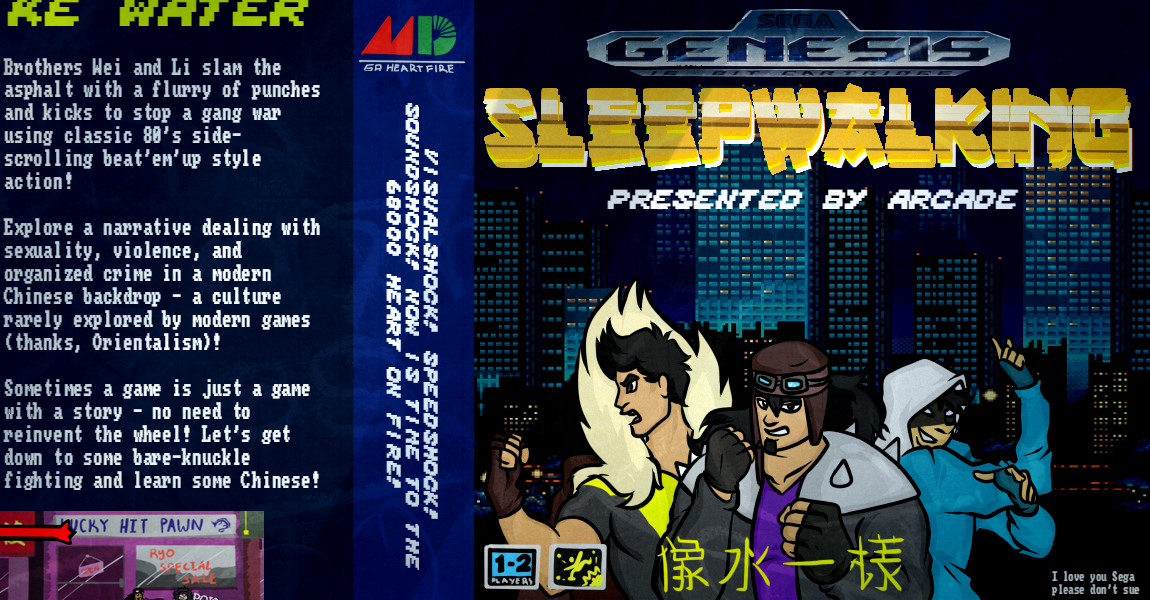 KE WATER
Brothers Wei and Li slam the
asphalt with a flurry of punches
and kicks to stop a gang war
using classic 80's side-
scrolling beat'em'up style
action!
Explore a narrative dealing with
sexuality, violence, and
organized crime in a modern
Chinese backdrop - a culture
rarely explored by modern games
(thanks, Orientalism)!
Sometimes a game is just a game
with a story - no need to
reinvent the wheel! Let's get
down to some bare-knuckle
fighting and learn some Chinese!
LUCKY HIT PAWN
RYO
SPECIAL
SALE
MD
GA HEARTFIRE
VISUALSHOCK! SPEEDSHOCK!
SOUNDSHOCK! NOW IS TIME TO THE
68000 HEART ON FIRE!
SEGA
GENESIS
16-BIT CARTRIDGE
SLEEPWALKING
PRESENTED BY ARCADE
1-2
PLAYERS
像水一樣
I love you Sega
please don't sue